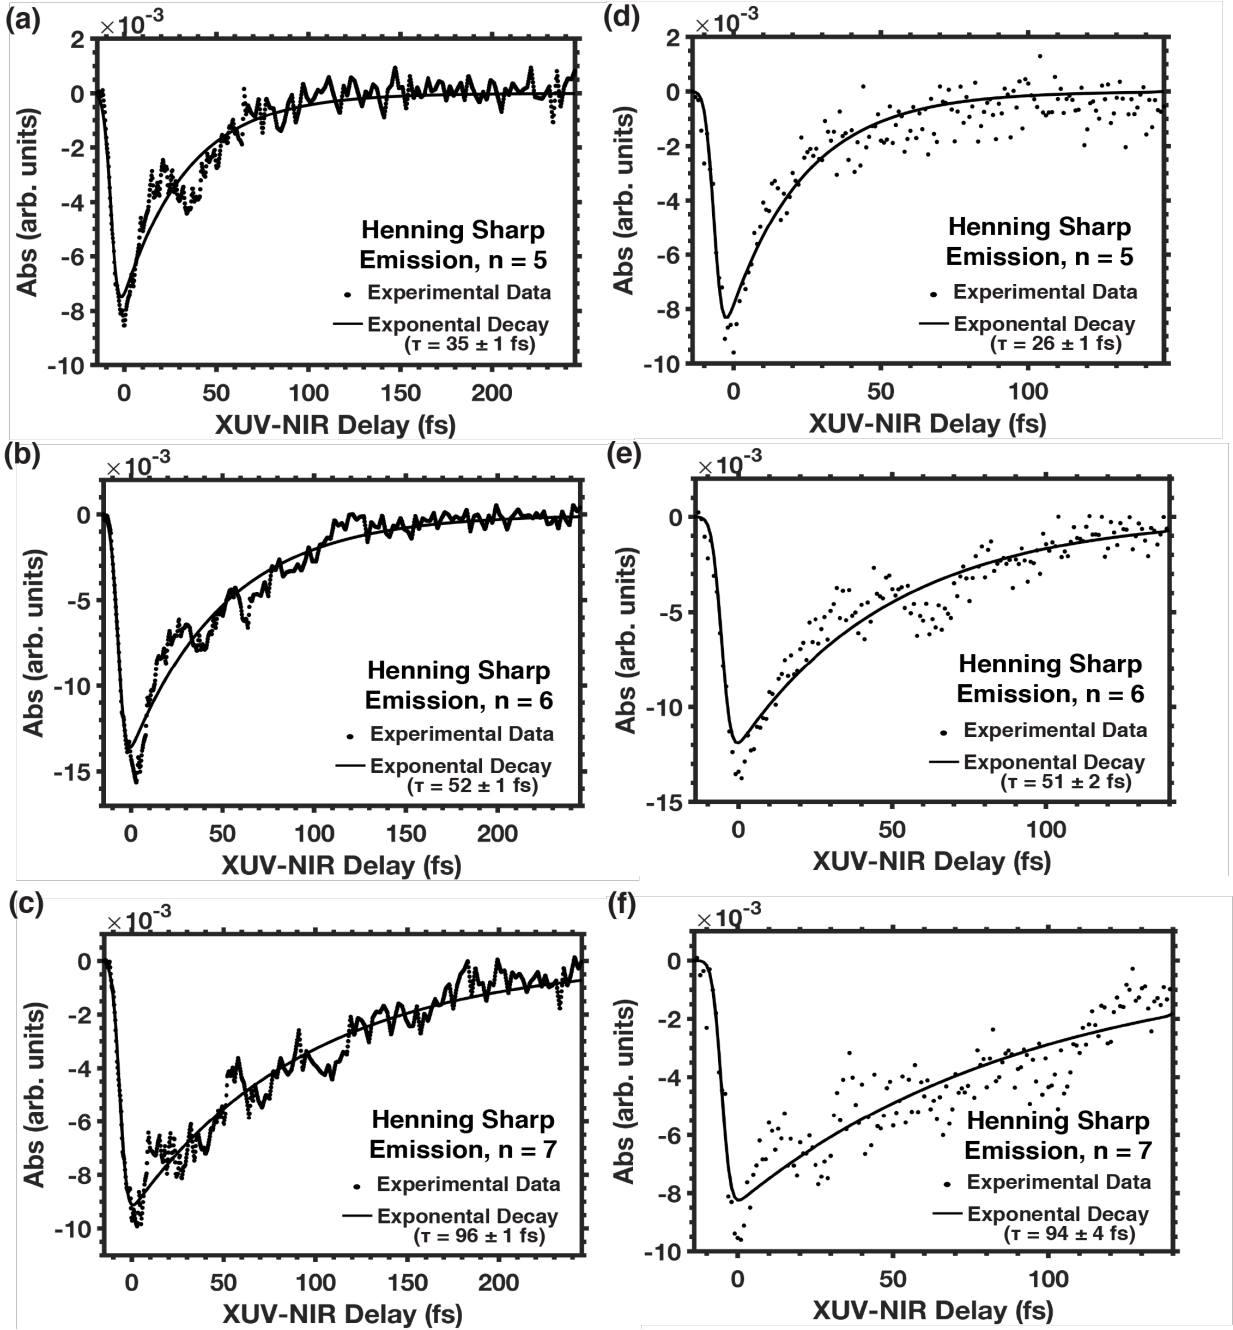 (a)
×10⁻³
2
0
-2
-4
-6
-8
-10
Abs (arb. units)
Henning Sharp
Emission, n = 5
Experimental Data
Exponental Decay
(τ = 35 ± 1 fs)
0 50 100 150 200
XUV-NIR Delay (fs)
(d)
×10⁻³
2
0
-2
-4
-6
-8
-10
Abs (arb. units)
Henning Sharp
Emission, n = 5
Experimental Data
Exponental Decay
(τ = 26 ± 1 fs)
0 50 100
XUV-NIR Delay (fs)
(b)
×10⁻³
0
-5
-10
-15
Abs (arb. units)
Henning Sharp
Emission, n = 6
Experimental Data
Exponental Decay
(τ = 52 ± 1 fs)
0 50 100 150 200
XUV-NIR Delay (fs)
(e)
×10⁻³
0
-5
-10
-15
Abs (arb. units)
Henning Sharp
Emission, n = 6
Experimental Data
Exponental Decay
(τ = 51 ± 2 fs)
0 50 100
XUV-NIR Delay (fs)
(c)
×10⁻³
0
-2
-4
-6
-8
-10
Abs (arb. units)
Henning Sharp
Emission, n = 7
Experimental Data
Exponental Decay
(τ = 96 ± 1 fs)
0 50 100 150 200
XUV-NIR Delay (fs)
(f)
×10⁻³
0
-2
-4
-6
-8
-10
Abs (arb. units)
Henning Sharp
Emission, n = 7
Experimental Data
Exponental Decay
(τ = 94 ± 4 fs)
0 50 100
XUV-NIR Delay (fs)